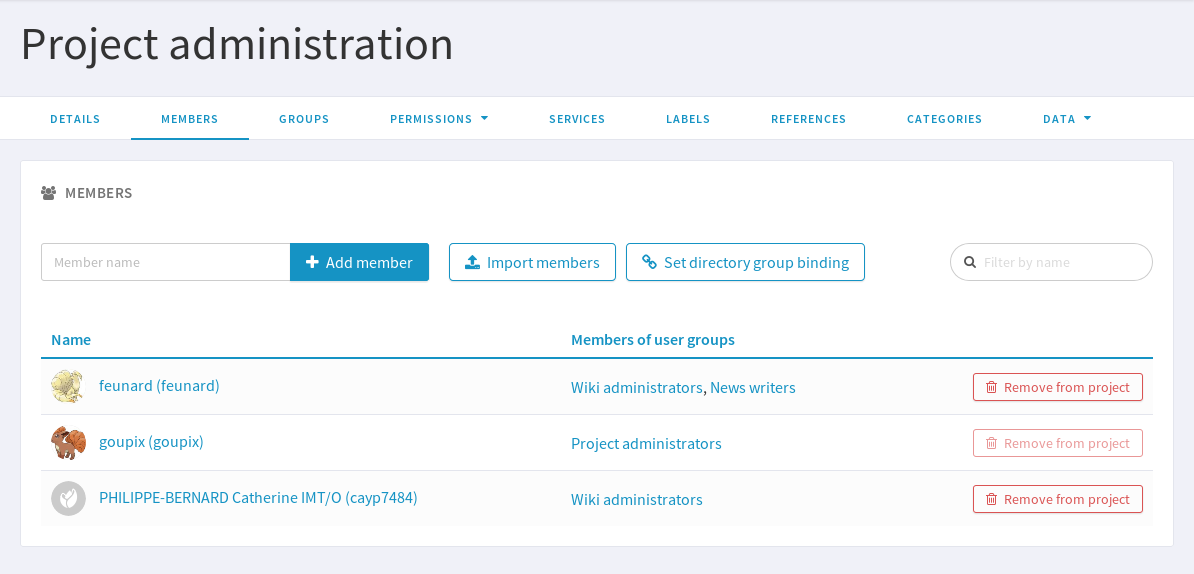 Project administration
DETAILS MEMBERS GROUPS PERMISSIONS SERVICES LABELS REFERENCES CATEGORIES DATA
MEMBERS
Member name Add member Import members Set directory group binding Filter by name
Name Members of user groups
feunard (feunard) Wiki administrators, News writers Remove from project
goupix (goupix) Project administrators Remove from project
PHILIPPE-BERNARD Catherine IMT/O (cayp7484) Wiki administrators Remove from project